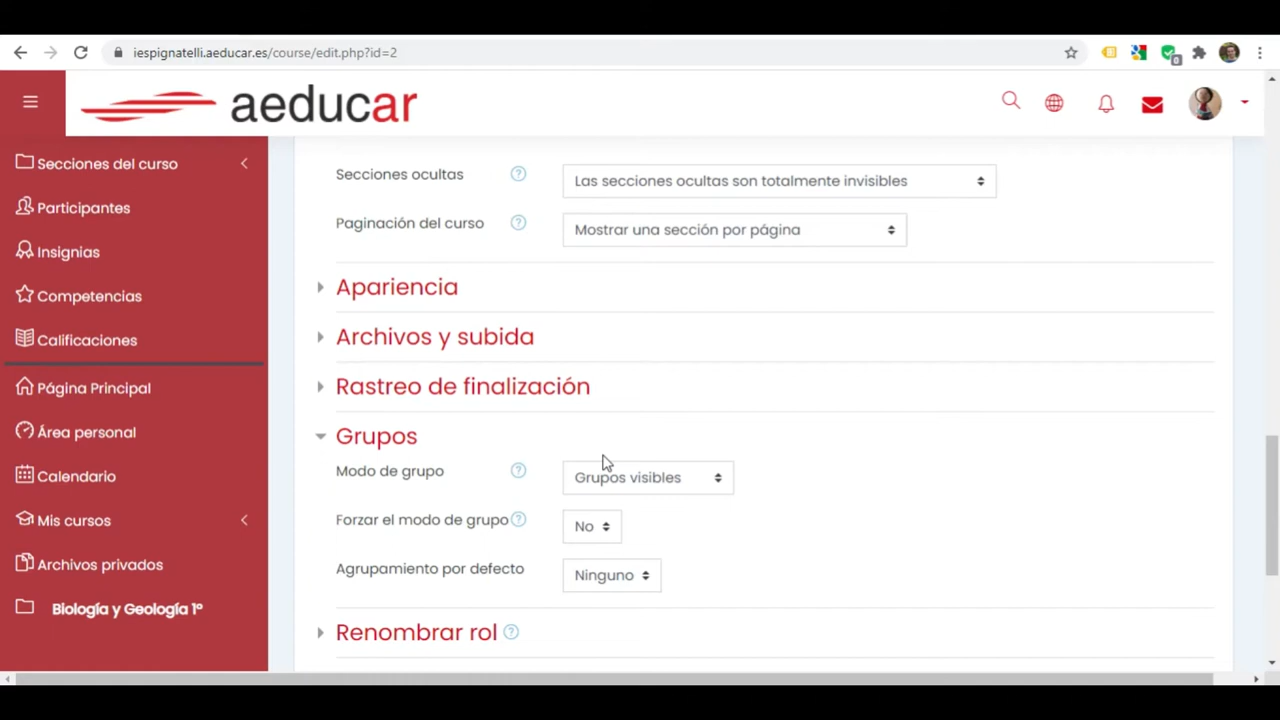 iespignatelli.aeducar.es/course/edit.php?id=2
0
aeducar
Secciones del curso
Participantes
Insignias
Competencias
Calificaciones
Página Principal
Área personal
Calendario
Mis cursos
Archivos privados
Biología y Geología 1º
Secciones ocultas ? Las secciones ocultas son totalmente invisibles
Paginación del curso ? Mostrar una sección por página
Apariencia
Archivos y subida
Rastreo de finalización
Grupos
Modo de grupo ? Grupos visibles
Forzar el modo de grupo ? No
Agrupamiento por defecto Ninguno
Renombrar rol ?